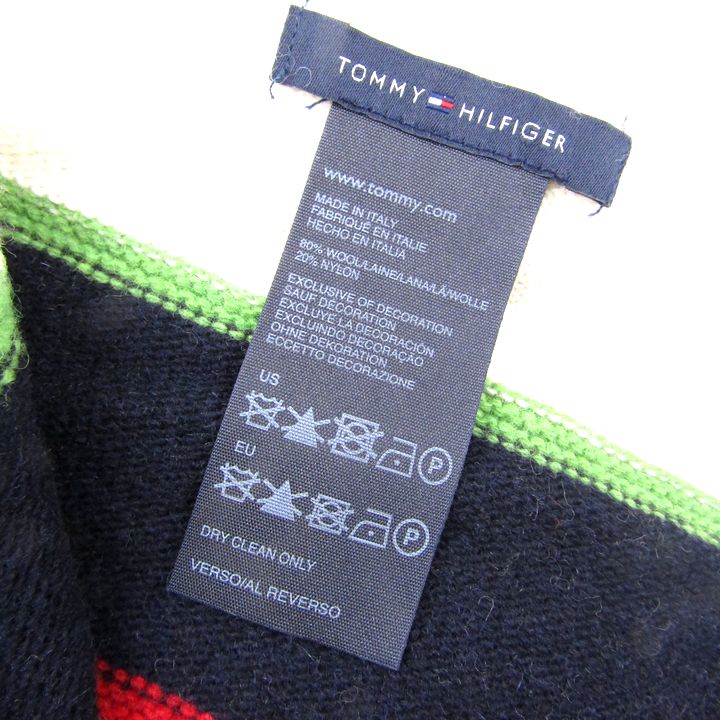 TOMMY HILFIGER
www.tommy.com
MADE IN ITALY
FABRIQUÉ EN ITALIE
HECHO EN ITALIA
80% WOOL/LAINE/LANA/LÃ/WOLLE
20% NYLON
EXCLUSIVE OF DECORATION
SAUF DÉCORATION
EXCLUYE LA DECORACIÓN
EXCLUINDO DECORAÇÃO
OHNE DEKORATION
ECCETTO DECORAZIONE
US
P
EU
P
DRY CLEAN ONLY
VERSO/AL REVERSO